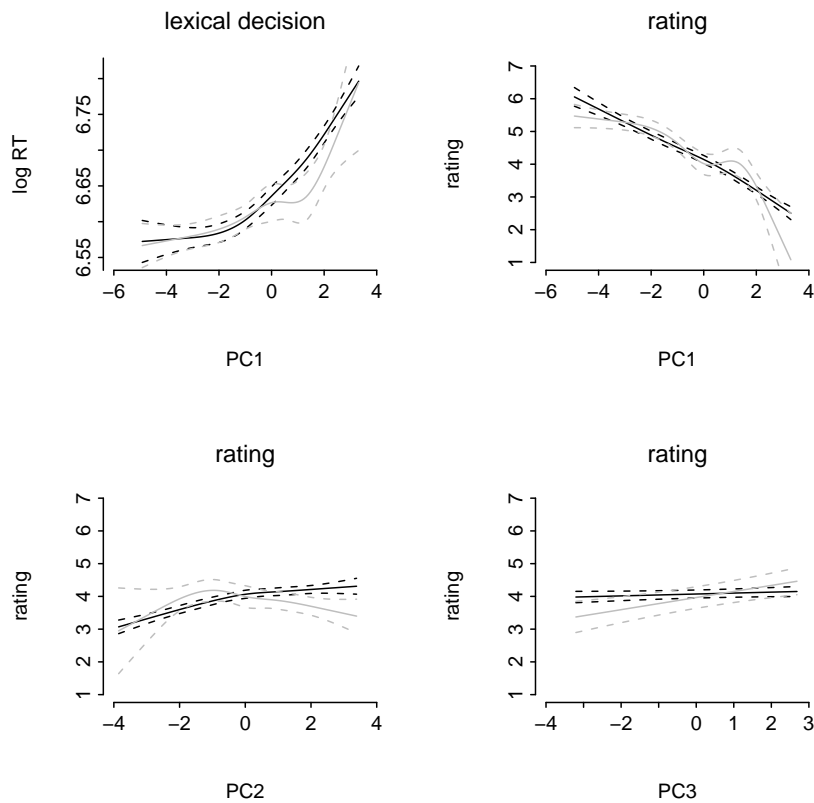 lexical decision
log RT
6.55 6.65 6.75
−6 −4 −2 0 2 4
PC1
rating
rating
1 2 3 4 5 6 7
−6 −4 −2 0 2 4
PC1
rating
rating
1 2 3 4 5 6 7
−4 −2 0 2 4
PC2
rating
rating
1 2 3 4 5 6 7
−4 −2 0 1 2 3
PC3